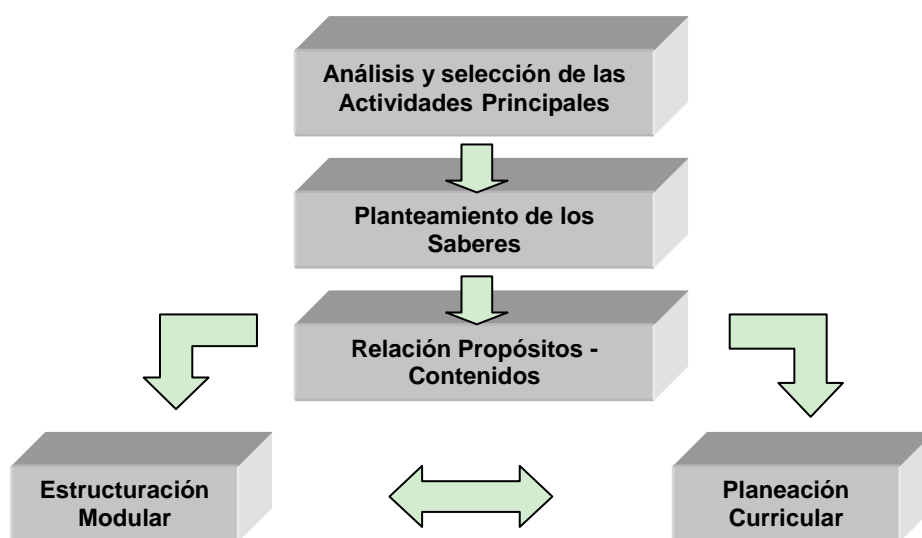 Análisis y selección de las
Actividades Principales
Planteamiento de los
Saberes
Relación Propósitos -
Contenidos
Estructuración
Modular
Planeación
Curricular